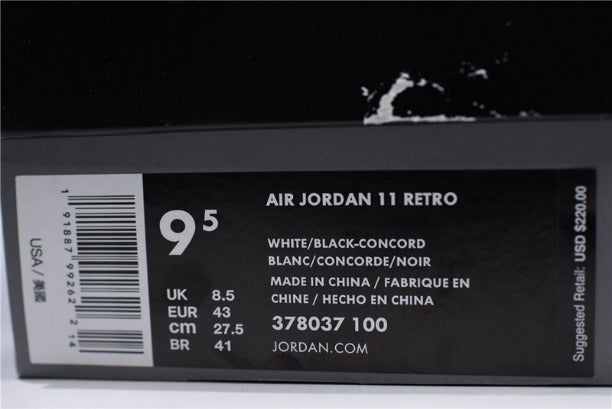 USA / 美國
1 91887 99262 2 14
9⁵
UK 8.5
EUR 43
cm 27.5
BR 41
AIR JORDAN 11 RETRO
WHITE/BLACK-CONCORD
BLANC/CONCORDE/NOIR
MADE IN CHINA / FABRIQUE EN
CHINE / HECHO EN CHINA
378037 100
JORDAN.COM
Suggested Retail: USD $220.00